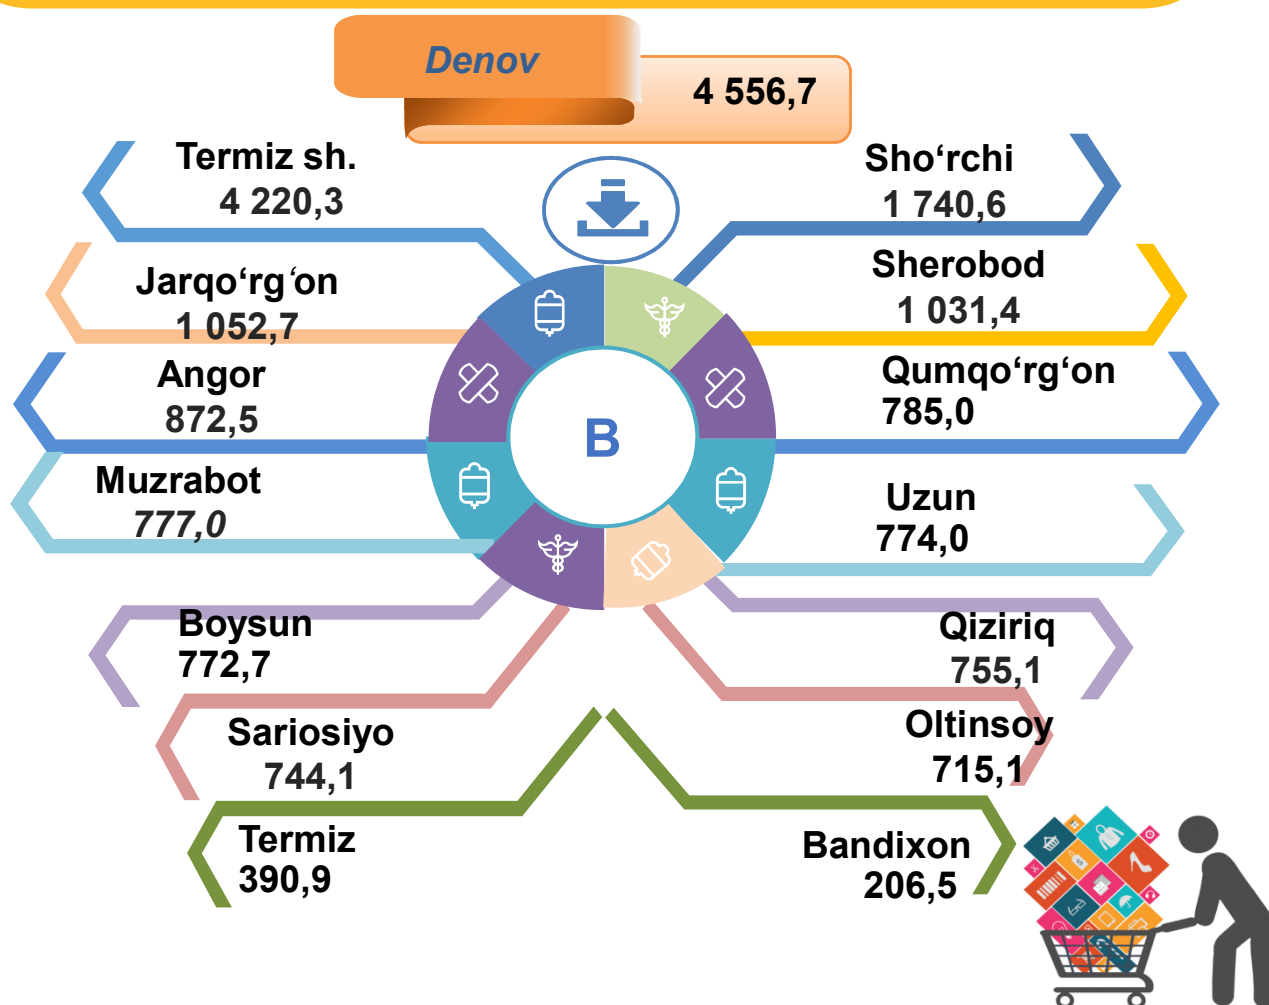 Denov
4 556,7
Termiz sh.
4 220,3
Sho‘rchi
1 740,6
Jarqo‘rg‘on
1 052,7
Sherobod
1 031,4
Angor
872,5
Qumqo‘rg‘on
785,0
B
Muzrabot
777,0
Uzun
774,0
Boysun
772,7
Qiziriq
755,1
Sariosiyo
744,1
Oltinsoy
715,1
Termiz
390,9
Bandixon
206,5